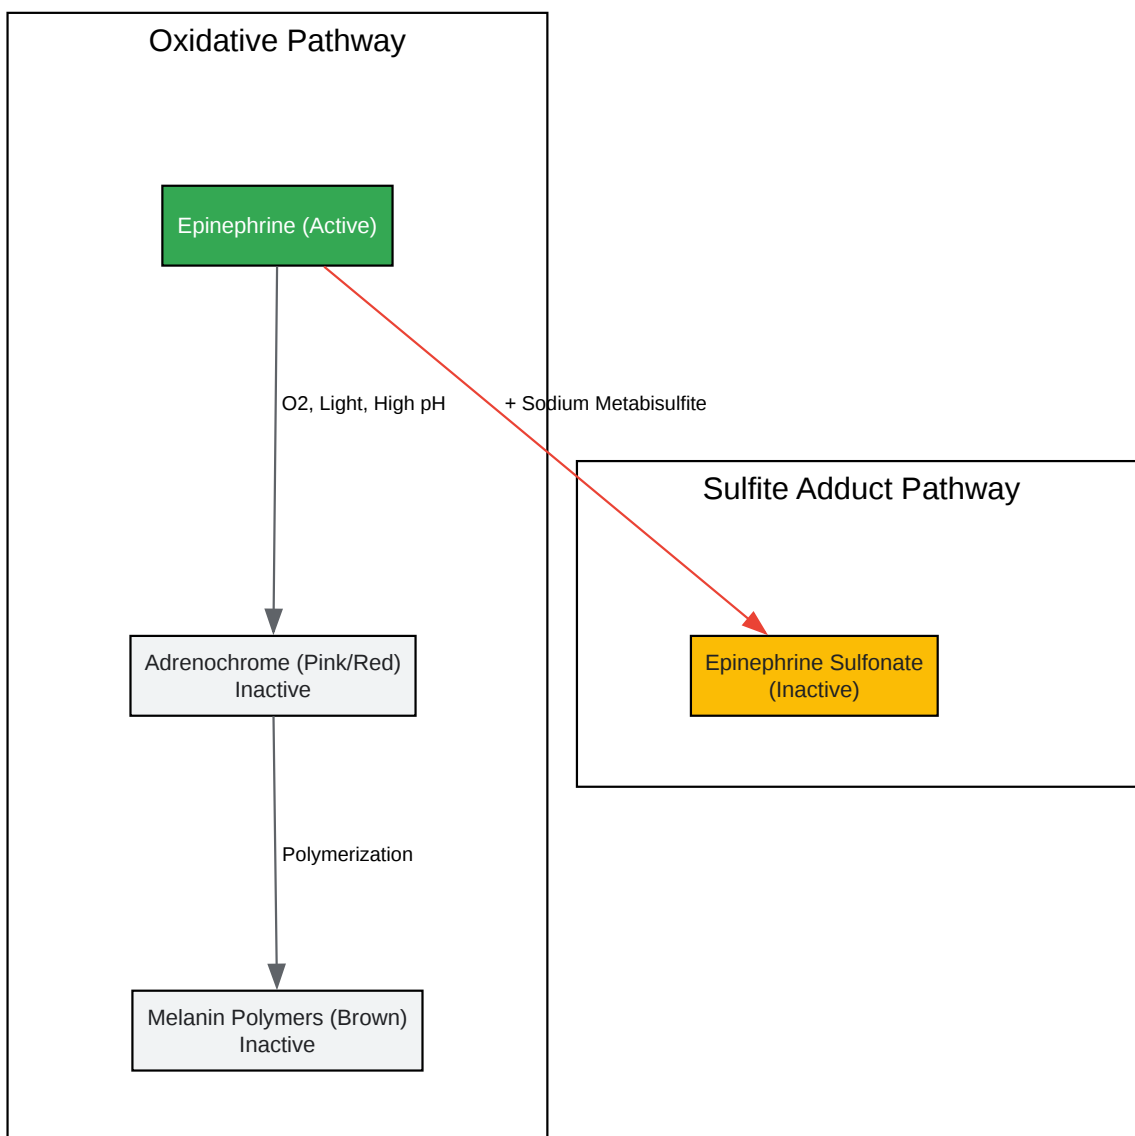 Oxidative Pathway
Epinephrine (Active)
O2, Light, High pH
+ Sodium Metabisulfite
Sulfite Adduct Pathway
Adrenochrome (Pink/Red)
Inactive
Epinephrine Sulfonate
(Inactive)
Polymerization
Melanin Polymers (Brown)
Inactive